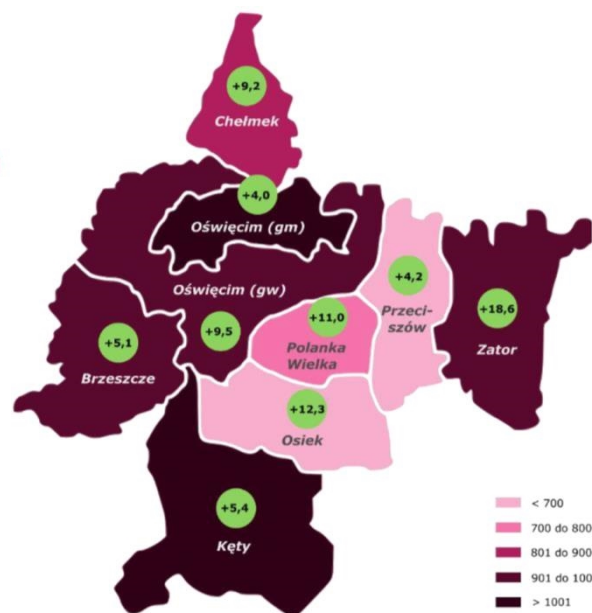 +9,2
Chełmek
+4,0
Oświęcim (gm)
Oświęcim (gw)
+4,2
Przeci-
szów
+18,6
Zator
+11,0
Polanka
Wielka
+9,5
+5,1
Brzeszcze
+12,3
Osiek
+5,4
Kęty
< 700
700 do 800
801 do 900
901 do 100
> 1001